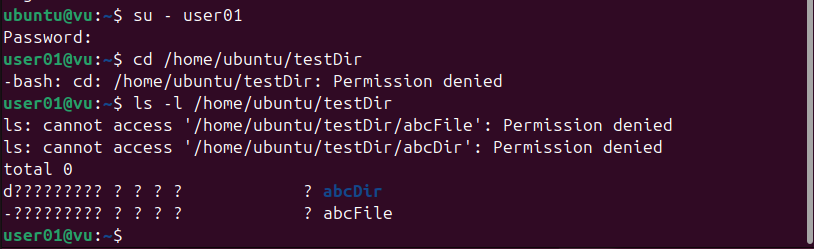 ubuntu@vu:~$ su - user01
Password:
user01@vu:~$ cd /home/ubuntu/testDir
-bash: cd: /home/ubuntu/testDir: Permission denied
user01@vu:~$ ls -l /home/ubuntu/testDir
ls: cannot access '/home/ubuntu/testDir/abcFile': Permission denied
ls: cannot access '/home/ubuntu/testDir/abcDir': Permission denied
total 0
d????????? ? ? ? ?            ? abcDir
-????????? ? ? ? ?            ? abcFile
user01@vu:~$